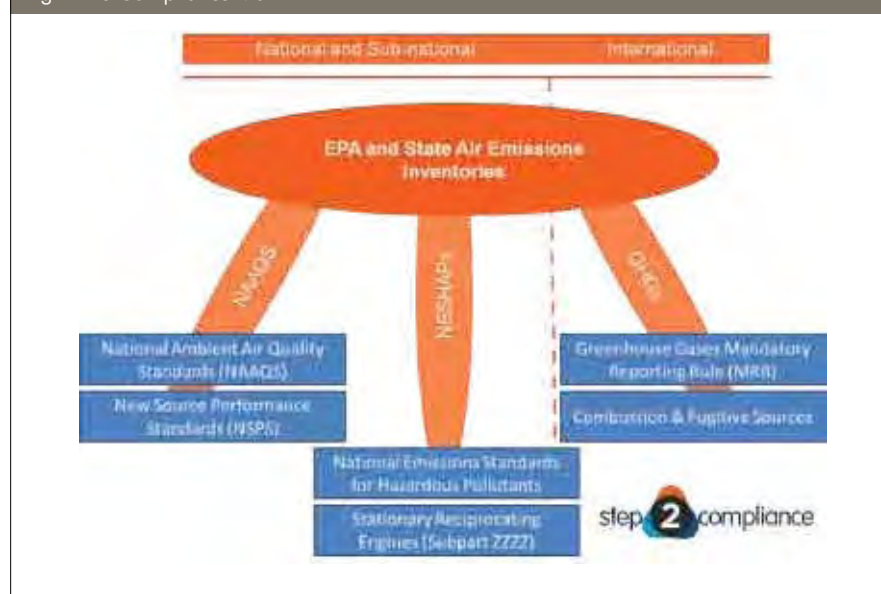 National and Sub-national
International
EPA and State Air Emissions
Inventories
NAAQS
NESHAPs
GHGs
National Ambient Air Quality
Standards (NAAQS)
New Source Performance
Standards (NSPS)
Greenhouse Gases Mandatory
Reporting Rule (MRR)
Combustion & Fugitive Sources
National Emissions Standards
for Hazardous Pollutants
Stationary Reciprocating
Engines (Subpart ZZZZ)
step 2 compliance